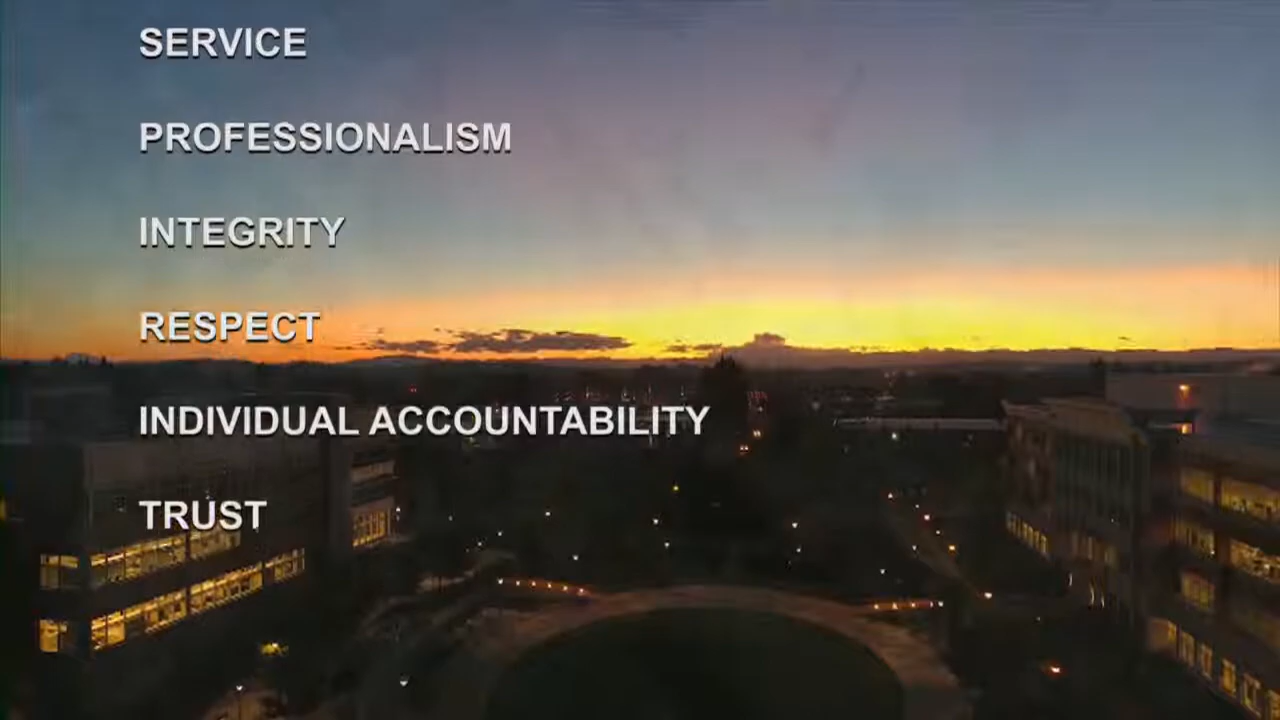 SERVICE
PROFESSIONALISM
INTEGRITY
RESPECT
INDIVIDUAL ACCOUNTABILITY
TRUST